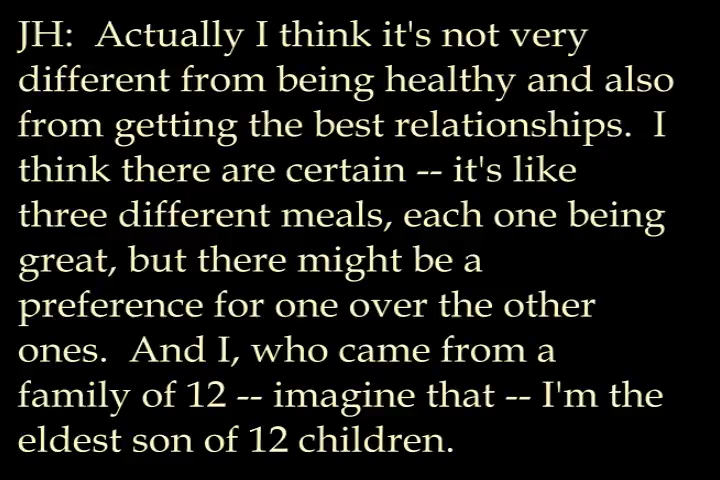 JH:  Actually I think it's not very
different from being healthy and also
from getting the best relationships.  I
think there are certain -- it's like
three different meals, each one being
great, but there might be a
preference for one over the other
ones.  And I, who came from a
family of 12 -- imagine that -- I'm the
eldest son of 12 children.